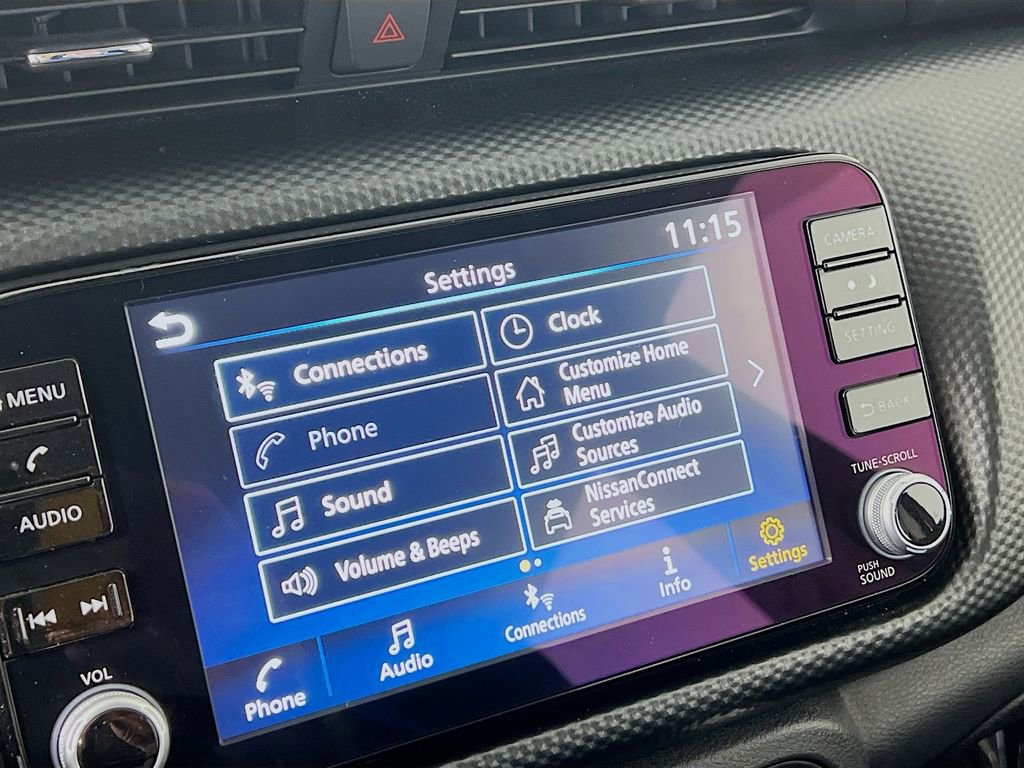 11:15
Settings
Connections
Clock
Phone
Customize Home
Menu
Sound
Customize Audio
Sources
Volume & Beeps
NissanConnect
Services
Phone
Audio
Connections
Info
Settings
MENU
AUDIO
VOL
CAMERA
SETTING
BACK
TUNE·SCROLL
PUSH
SOUND